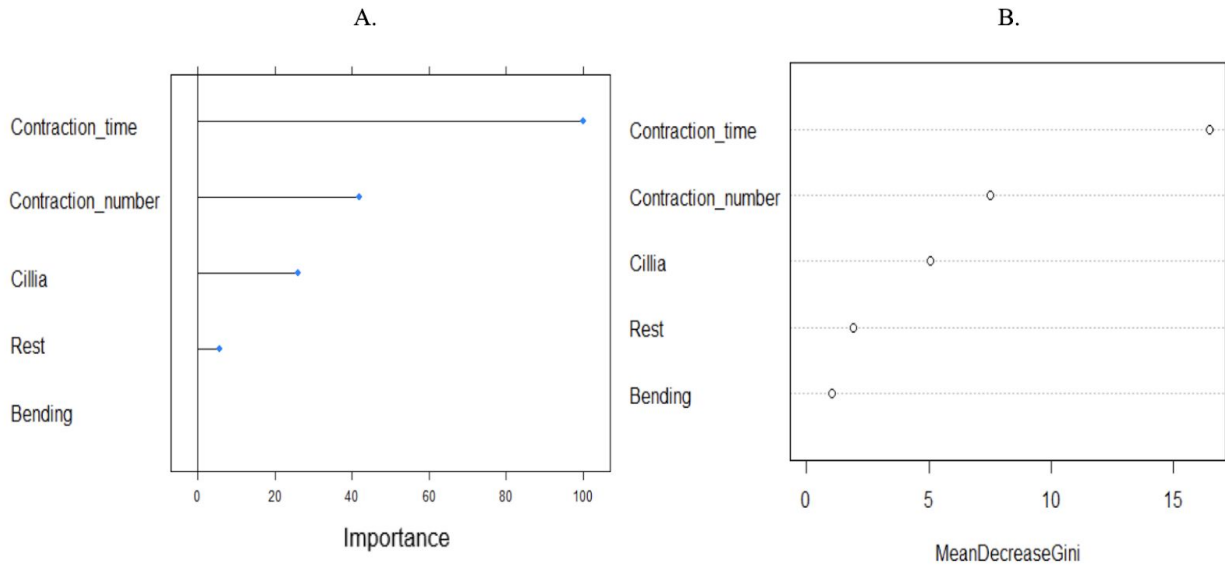 A.
Contraction_time
Contraction_number
Cillia
Rest
Bending
0 20 40 60 80 100
Importance
B.
Contraction_time
Contraction_number
Cillia
Rest
Bending
0 5 10 15
MeanDecreaseGini